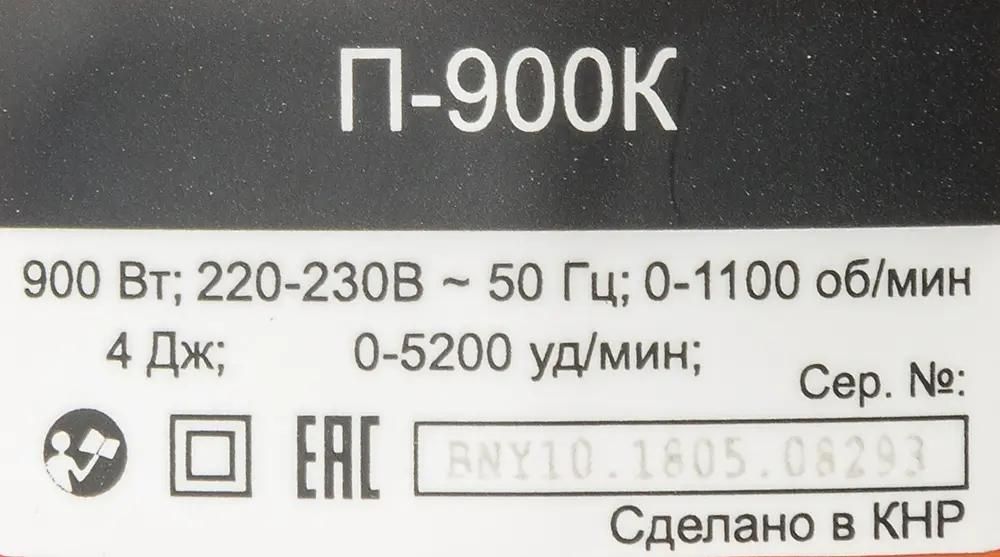 П-900К
900 Вт; 220-230В ~ 50 Гц; 0-1100 об/мин
4 Дж; 0-5200 уд/мин;
Сер. №:
EAC BNY10.1805.08293
Сделано в КНР